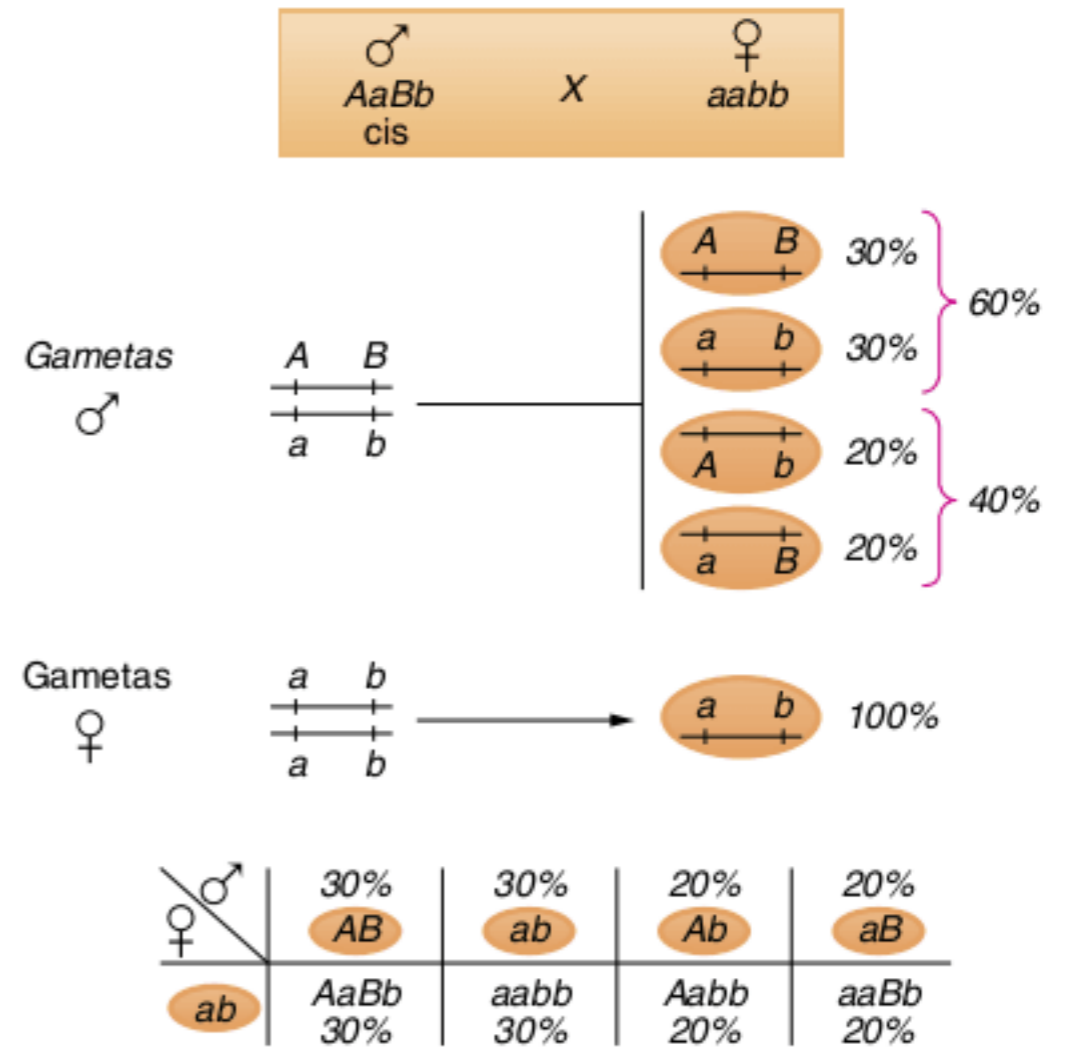 ♂ ♀
AaBb X aabb
cis
A B 30%
60%
a b 30%
Gametas A B
♂ a b
A b 20%
40%
a B 20%
Gametas a b
♀ a b
a b 100%
♂ 30% 30% 20% 20%
♀ AB ab Ab aB
ab AaBb aabb Aabb aaBb
30% 30% 20% 20%